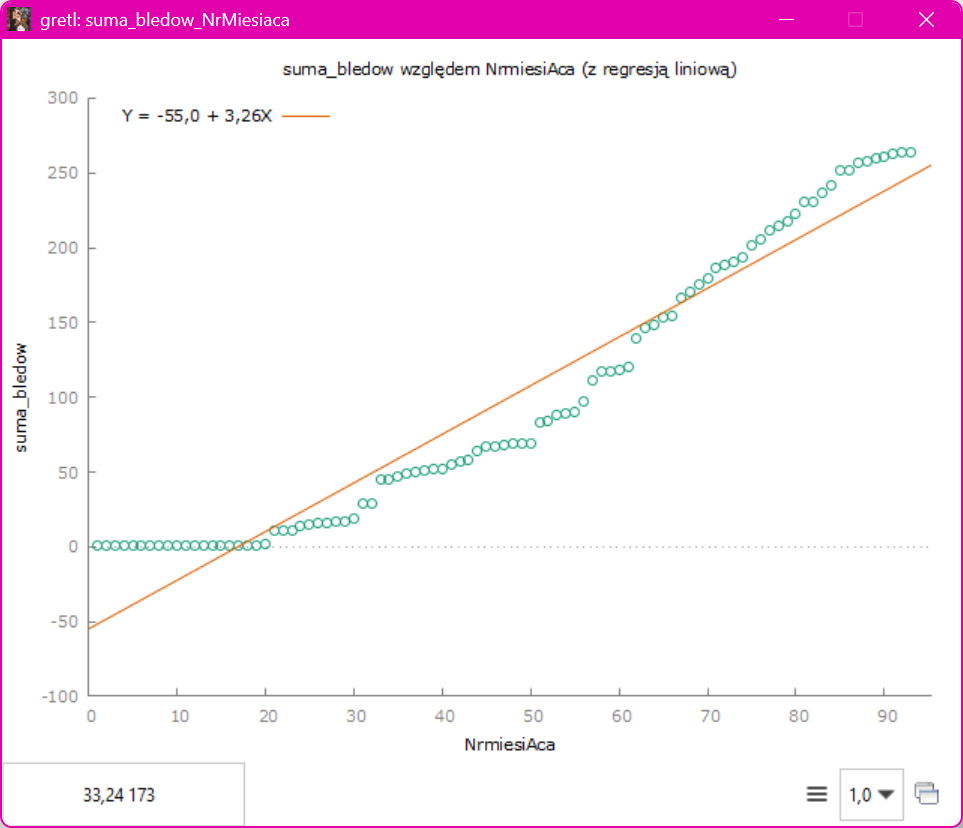 gretl: suma_bledow_NrMiesiaca
suma_bledow względem NrmiesiAca (z regresją liniową)
Y = -55,0 + 3,26X
300
250
200
150
100
50
0
-50
-100
suma_bledow
0 10 20 30 40 50 60 70 80 90
NrmiesiAca
33,24 173
1,0